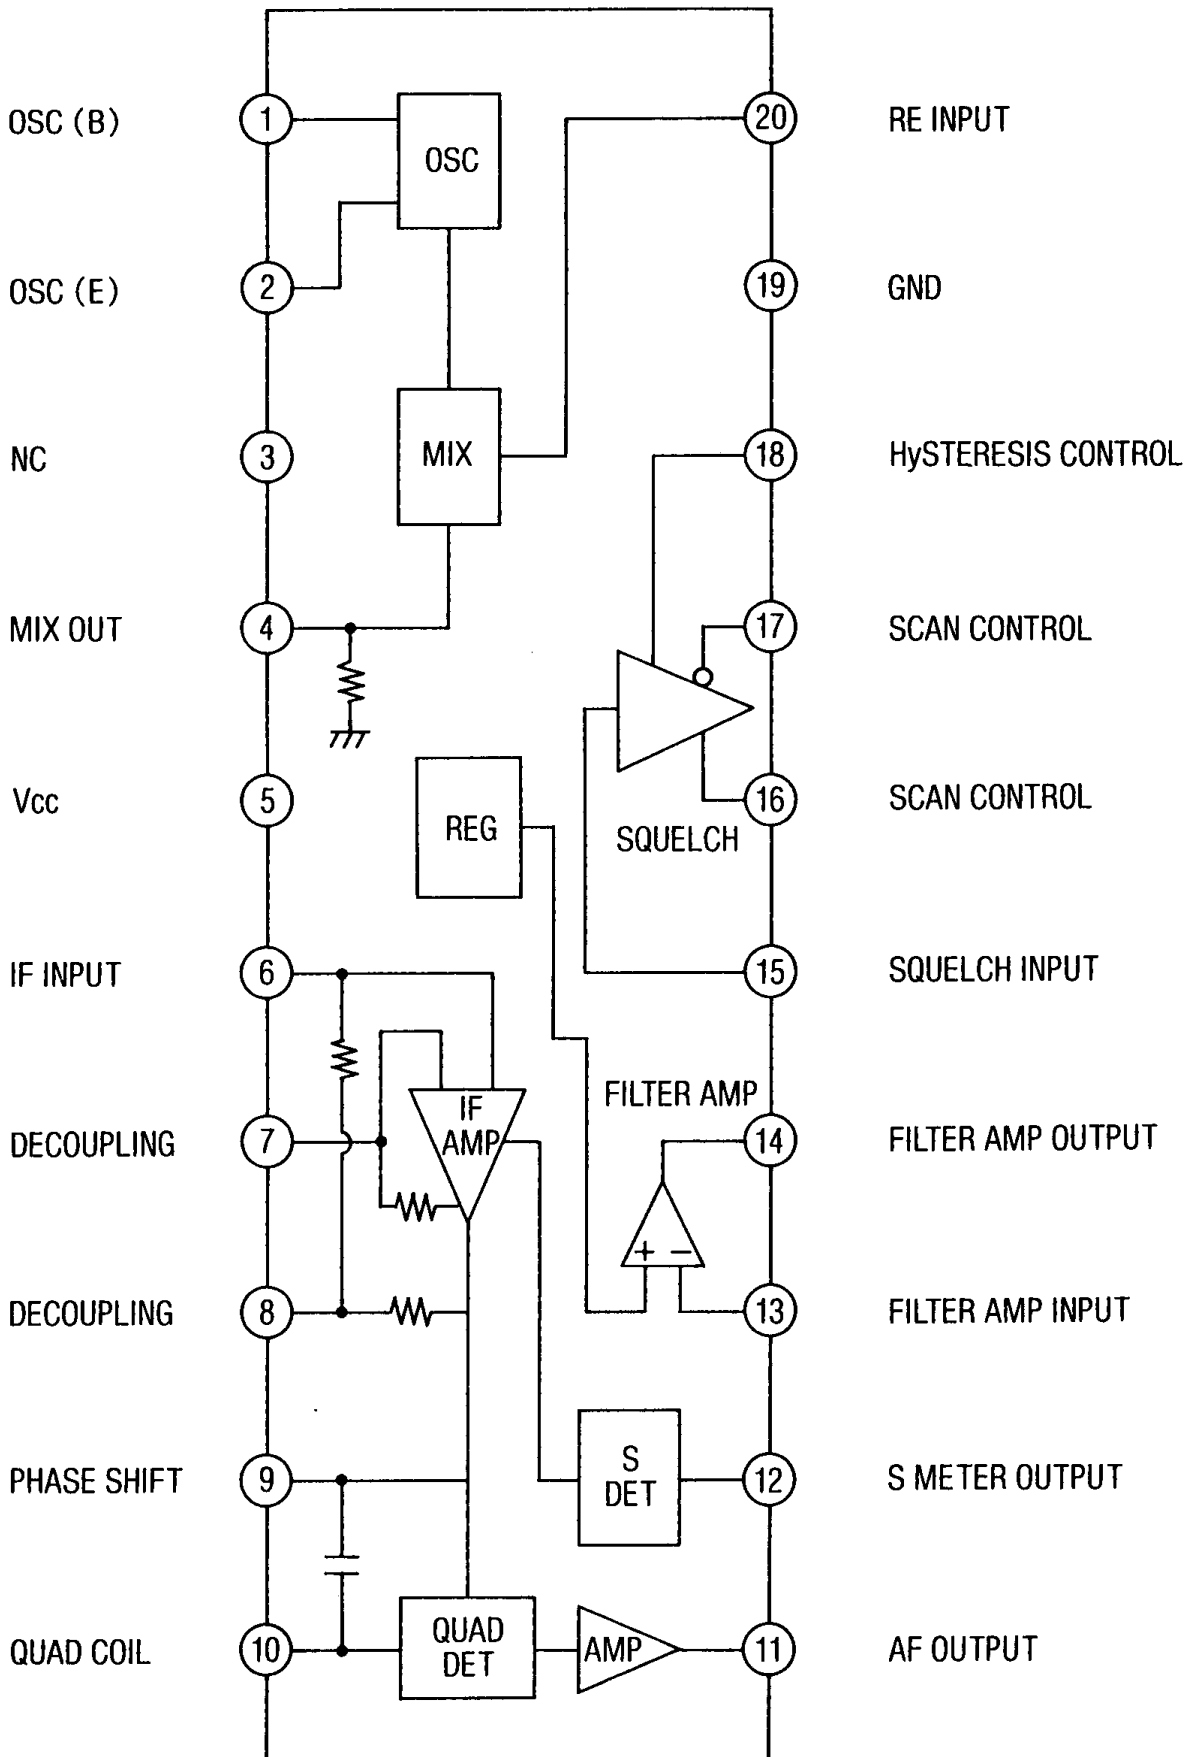 OSC (B)
1
OSC
20
RE INPUT
OSC (E)
2
19
GND
NC
3
MIX
18
HySTERESIS CONTROL
MIX OUT
4
17
SCAN CONTROL
Vcc
5
REG
SQUELCH
16
SCAN CONTROL
IF INPUT
6
15
SQUELCH INPUT
DECOUPLING
7
IF
AMP
FILTER AMP
14
FILTER AMP OUTPUT
+ −
DECOUPLING
8
13
FILTER AMP INPUT
PHASE SHIFT
9
S
DET
12
S METER OUTPUT
QUAD COIL
10
QUAD
DET
AMP
11
AF OUTPUT